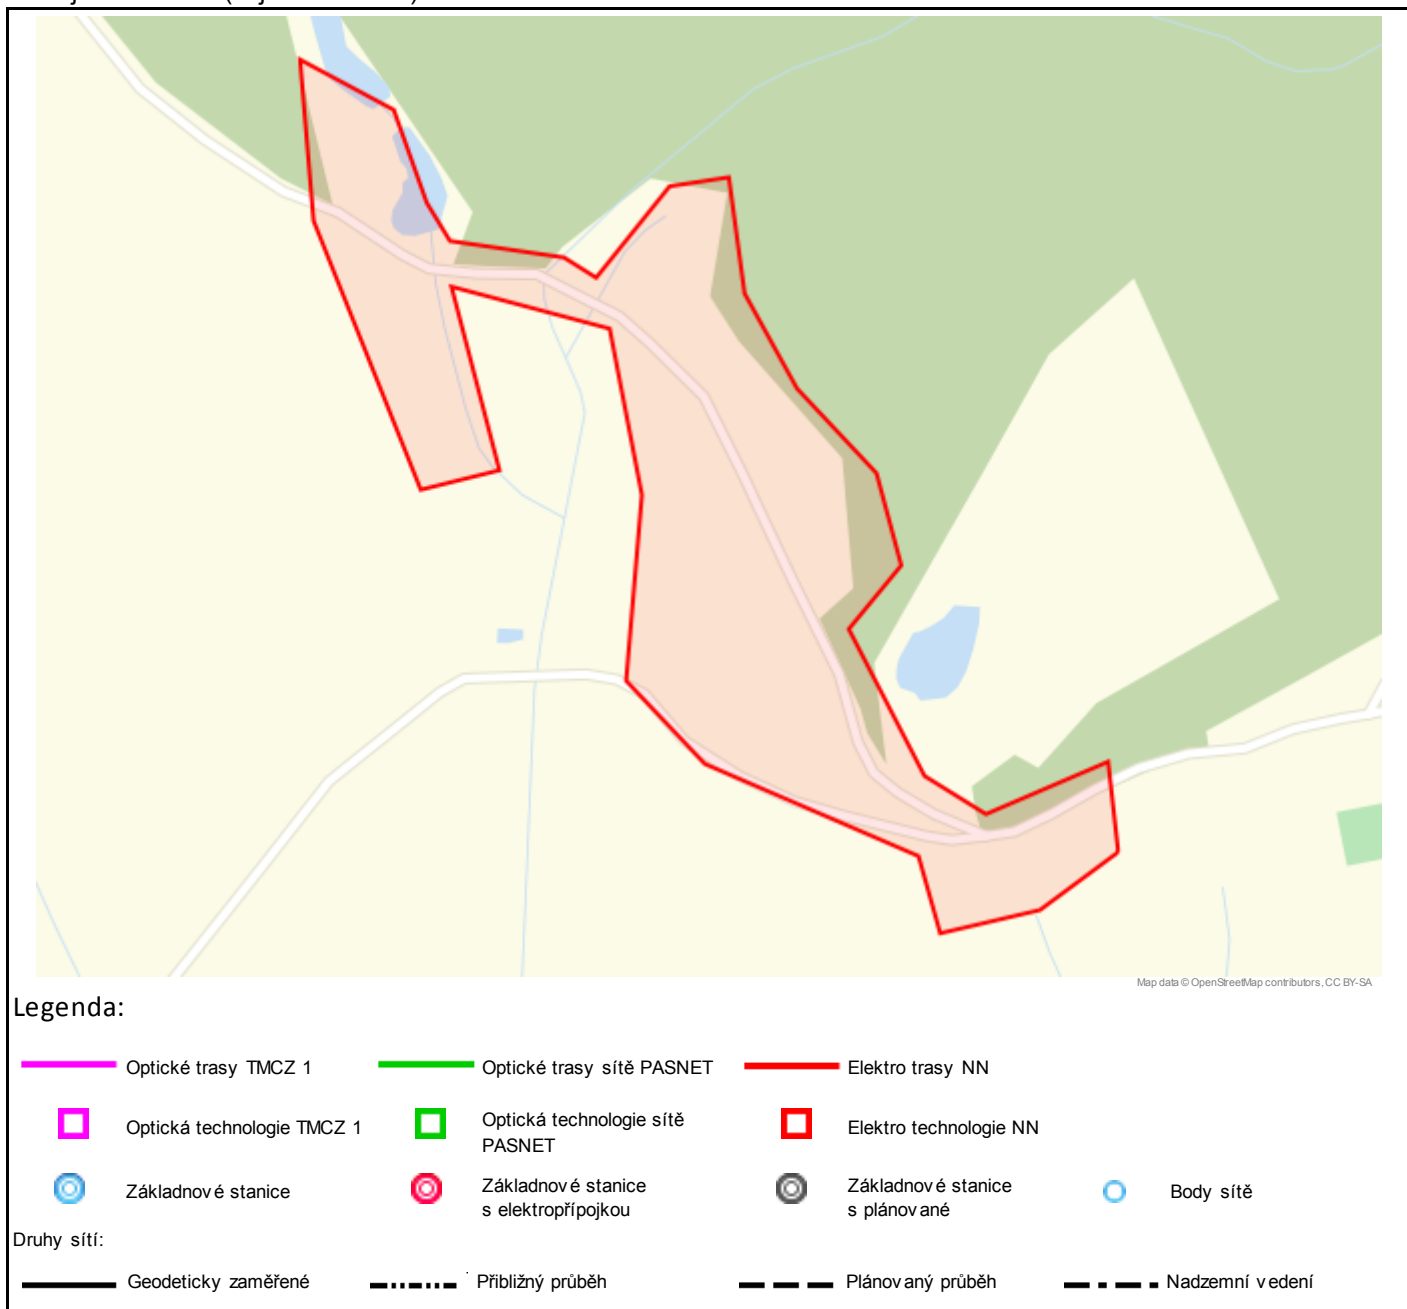 Map data © OpenStreetMap contributors, CC BY-SA
Legenda:
Optické trasy TMCZ 1
Optické trasy sítě PASNET
Elektro trasy NN
Optická technologie TMCZ 1
Optická technologie sítě
PASNET
Elektro technologie NN
Základnové stanice
Základnové stanice
s elektropřípojkou
Základnové stanice
s plánované
Body sítě
Druhy sítí:
Geodeticky zaměřené
Přibližný průběh
Plánovaný průběh
Nadzemní vedení